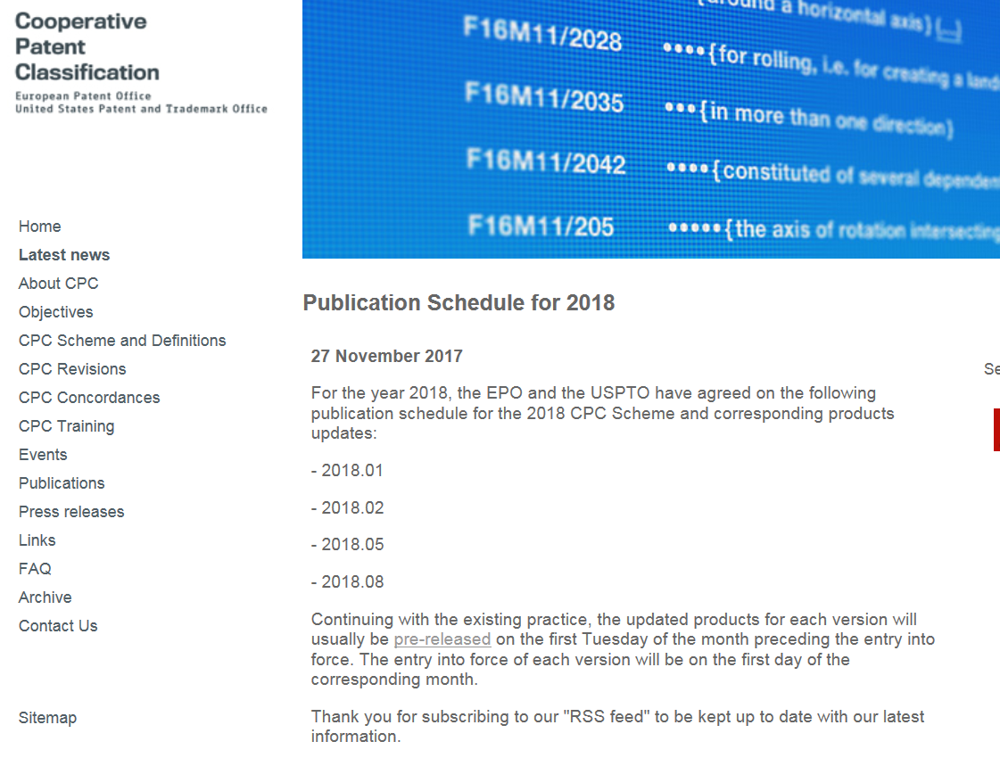 Cooperative
Patent
Classification
European Patent Office
United States Patent and Trademark Office
{around a horizontal axis}
F16M11/2028 ••••{for rolling, i.e. for creating a
F16M11/2035 •••{in more than one direction}
F16M11/2042 ••••{constituted of several
F16M11/205 •••••{the axis of rotation intersecting
Home
Latest news
About CPC
Objectives
CPC Scheme and Definitions
CPC Revisions
CPC Concordances
CPC Training
Events
Publications
Press releases
Links
FAQ
Archive
Contact Us
Sitemap
Publication Schedule for 2018
27 November 2017
For the year 2018, the EPO and the USPTO have agreed on the following
publication schedule for the 2018 CPC Scheme and corresponding products
updates:
- 2018.01
- 2018.02
- 2018.05
- 2018.08
Continuing with the existing practice, the updated products for each version will
usually be pre-released on the first Tuesday of the month preceding the entry into
force. The entry into force of each version will be on the first day of the
corresponding month.
Thank you for subscribing to our "RSS feed" to be kept up to date with our latest
information.
Se